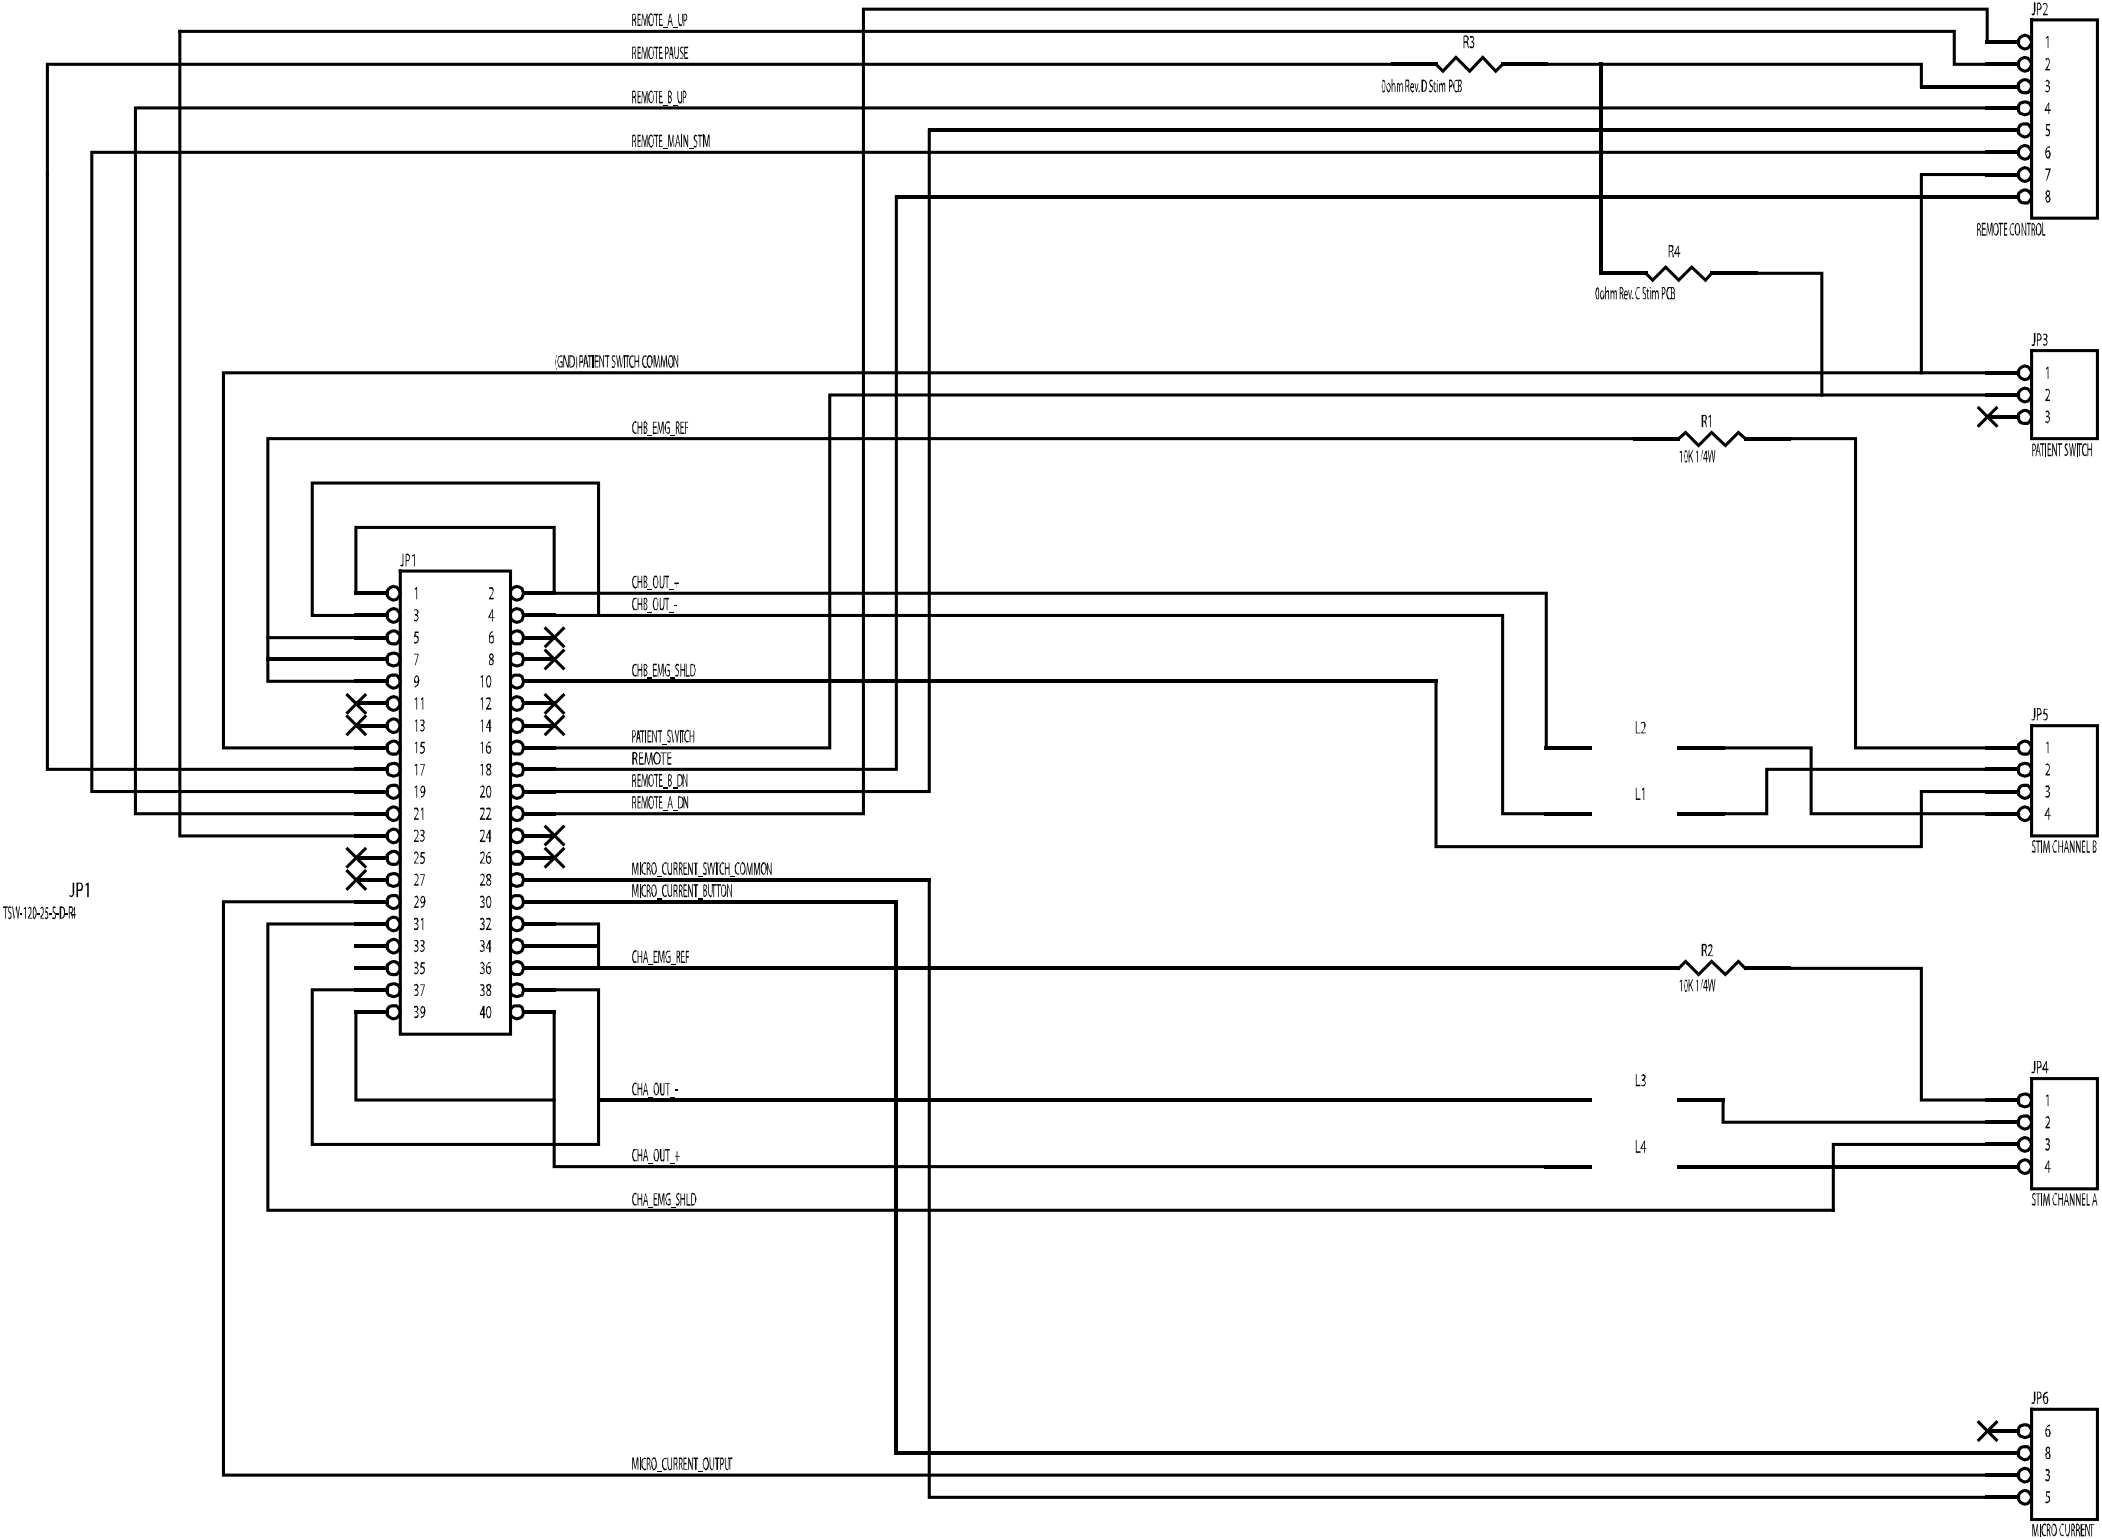 JP2
REMOTE_A_UP
R3
1
REMOTE PAUSE
2
0ohm Rev.D Stim PCB
3
REMOTE_B_UP
4
5
REMOTE_MAIN_STM
6
7
8
REMOTE CONTROL
R4
0ohm Rev. C Stim PCB
JP3
(GND) PATIENT SWITCH COMMON
1
2
3
PATIENT SWITCH
CHB_EMG_REF
R1
10K 1/4W
JP1
1 2
3 4
5 6
7 8
9 10
11 12
13 14
15 16
17 18
19 20
21 22
23 24
25 26
27 28
29 30
31 32
33 34
35 36
37 38
39 40
CHB_OUT_+
CHB_OUT_-
CHB_EMG_SHLD
PATIENT_SWITCH
REMOTE
REMOTE_B_DN
REMOTE_A_DN
L2
L1
JP5
1
2
3
4
STIM CHANNEL B
MICRO_CURRENT_SWITCH_COMMON
MICRO_CURRENT_BUTTON
JP1
TSW-120-25-S-D-R4
CHA_EMG_REF
R2
10K 1/4W
CHA_OUT_-
L3
CHA_OUT_+
L4
CHA_EMG_SHLD
JP4
1
2
3
4
STIM CHANNEL A
JP6
6
8
MICRO_CURRENT_OUTPUT
3
5
MICRO CURRENT